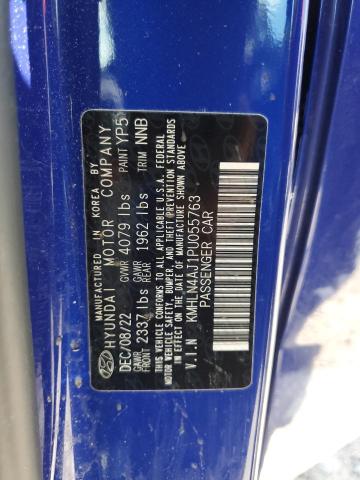 MANUFACTURED IN KOREA BY
HYUNDAI MOTOR COMPANY
DEC/08/22 GVWR 4079 lbs PAINT YP5
GAWR FRONT 2337 lbs GAWR REAR 1962 lbs TRIM NNB
THIS VEHICLE CONFORMS TO ALL APPLICABLE U.S.A. FEDERAL
MOTOR VEHICLE SAFETY, BUMPER, AND THEFT PREVENTION STANDARDS
IN EFFECT ON THE DATE OF MANUFACTURE SHOWN ABOVE
V.I.N KMHLN4AJ1PU055763
PASSENGER CAR